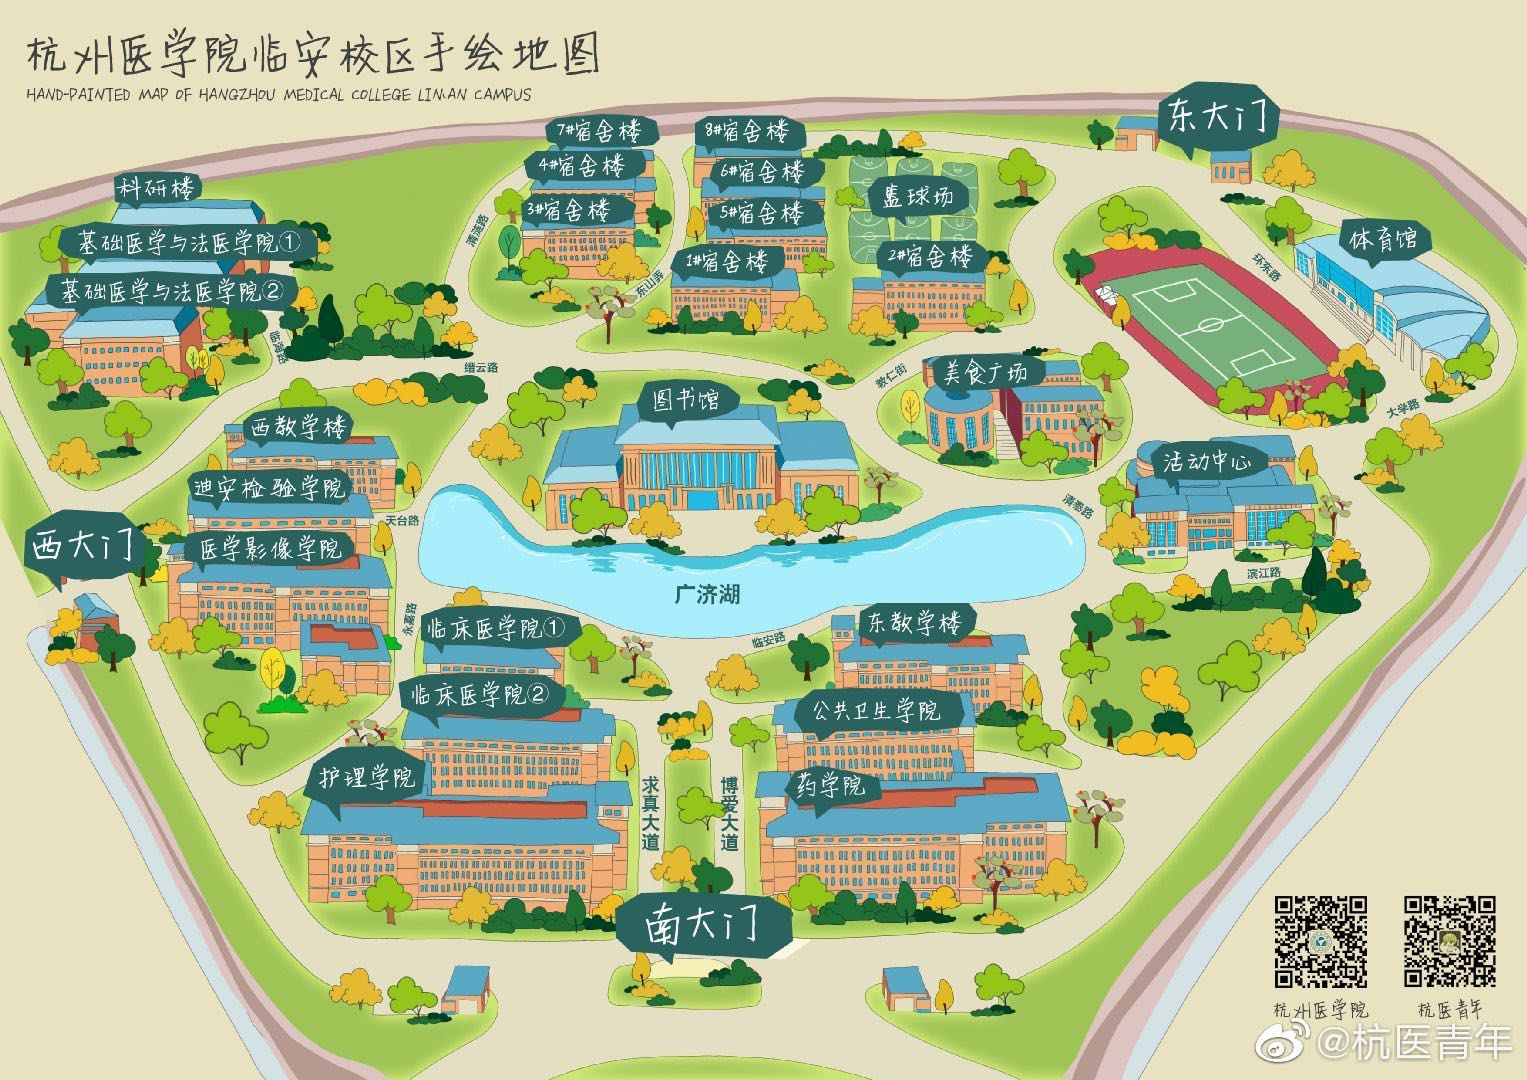 杭州医学院临安校区手绘地图
HAND-PAINTED MAP OF HANGZHOU MEDICAL COLLEGE LIN‘AN CAMPUS
东大门
7#宿舍楼
8#宿舍楼
4#宿舍楼
6#宿舍楼
科研楼
篮球场
3#宿舍楼
5#宿舍楼
清涟路
基础医学与法医学院①
体育馆
1#宿舍楼
2#宿舍楼
环东路
东山弄
基础医学与法医学院②
缙云路
教仁街
美食广场
图书馆
大学路
西教学楼
活动中心
迪安检验学院
清泰路
天台路
西大门
医学影像学院
滨江路
广济湖
永嘉路
临床医学院①
东教学楼
临安路
临床医学院②
公共卫生学院
护理学院
药学院
求真大道
博爱大道
南大门
杭州医学院
杭医青年
@杭医青年